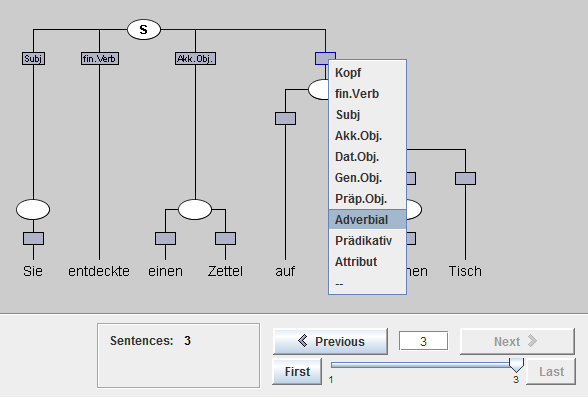 S
Subj fin.Verb Akk.Obj.
Kopf
fin.Verb
Subj
Akk.Obj.
Dat.Obj.
Gen.Obj.
Präp.Obj.
Adverbial
Prädikativ
Attribut
--
Sie entdeckte einen Zettel auf nen Tisch
Sentences: 3
Previous 3 Next
First 1 3 Last